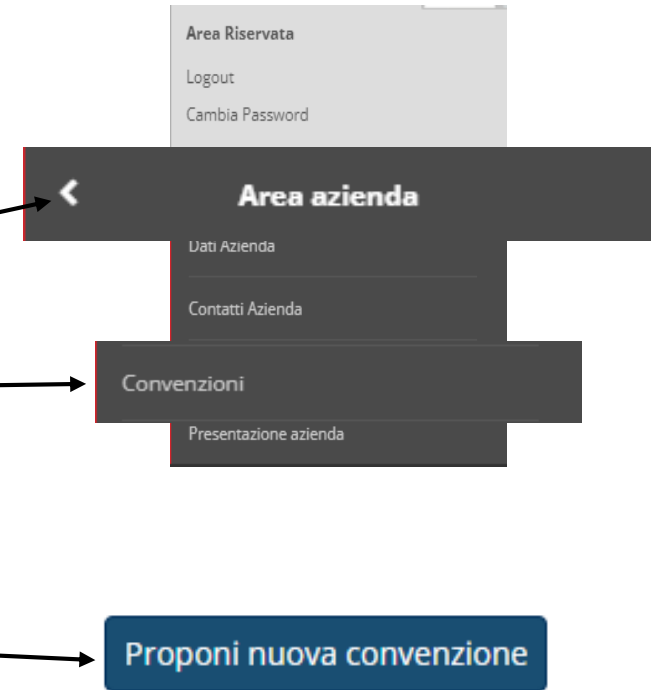 Area Riservata
Logout
Cambia Password
Area azienda
Dati Azienda
Contatti Azienda
Convenzioni
Presentazione azienda
Proponi nuova convenzione